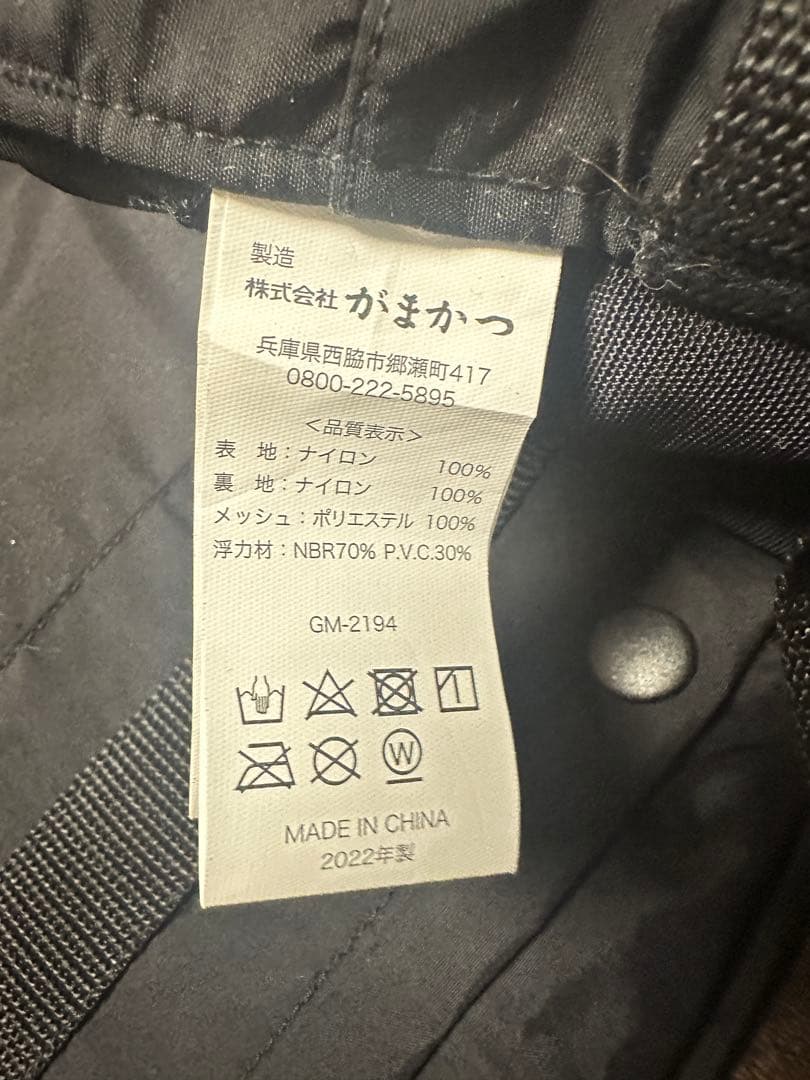 製造
株式会社 がまかつ
兵庫県西脇市郷瀬町417
0800-222-5895
＜品質表示＞
表 地：ナイロン 100%
裏 地：ナイロン 100%
メッシュ：ポリエステル 100%
浮力材：NBR70% P.V.C.30%
GM-2194
W
MADE IN CHINA
2022年製